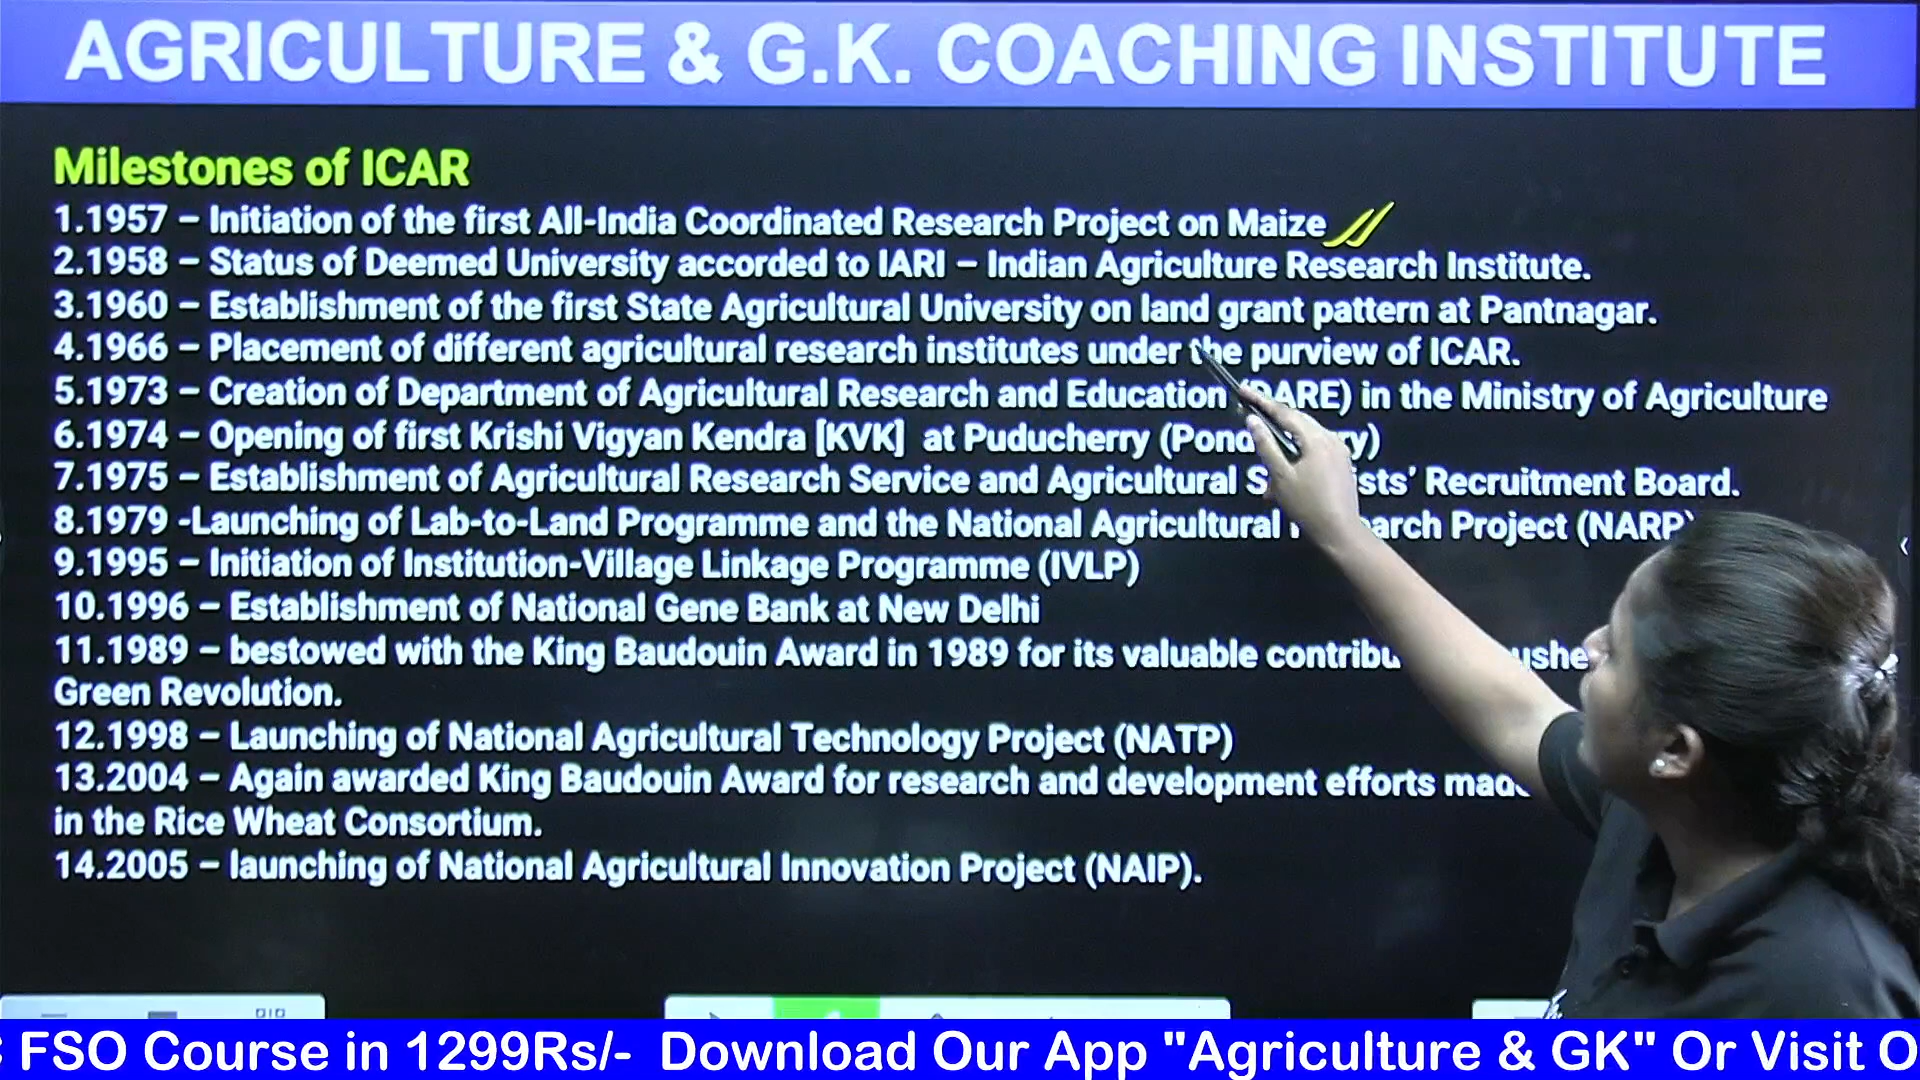 AGRICULTURE & G.K. COACHING INSTITUTE
Milestones of ICAR
1.1957 – Initiation of the first All-India Coordinated Research Project on Maize
2.1958 – Status of Deemed University accorded to IARI – Indian Agriculture Research Institute.
3.1960 – Establishment of the first State Agricultural University on land grant pattern at Pantnagar.
4.1966 – Placement of different agricultural research institutes under the purview of ICAR.
5.1973 – Creation of Department of Agricultural Research and Education (DARE) in the Ministry of Agriculture
6.1974 – Opening of first Krishi Vigyan Kendra [KVK] at Puducherry
7.1975 – Establishment of Agricultural Research Service and Agricultural Recruitment Board.
8.1979 -Launching of Lab-to-Land Programme and the National Agricultural Project (NARP)
9.1995 – Initiation of Institution-Village Linkage Programme (IVLP)
10.1996 – Establishment of National Gene Bank at New Delhi
11.1989 – bestowed with the King Baudouin Award in 1989 for its valuable
Green Revolution.
12.1998 – Launching of National Agricultural Technology Project (NATP)
13.2004 – Again awarded King Baudouin Award for research and development efforts
in the Rice Wheat Consortium.
14.2005 – launching of National Agricultural Innovation Project (NAIP).
FSO Course in 1299Rs/- Download Our App "Agriculture & GK" Or Visit